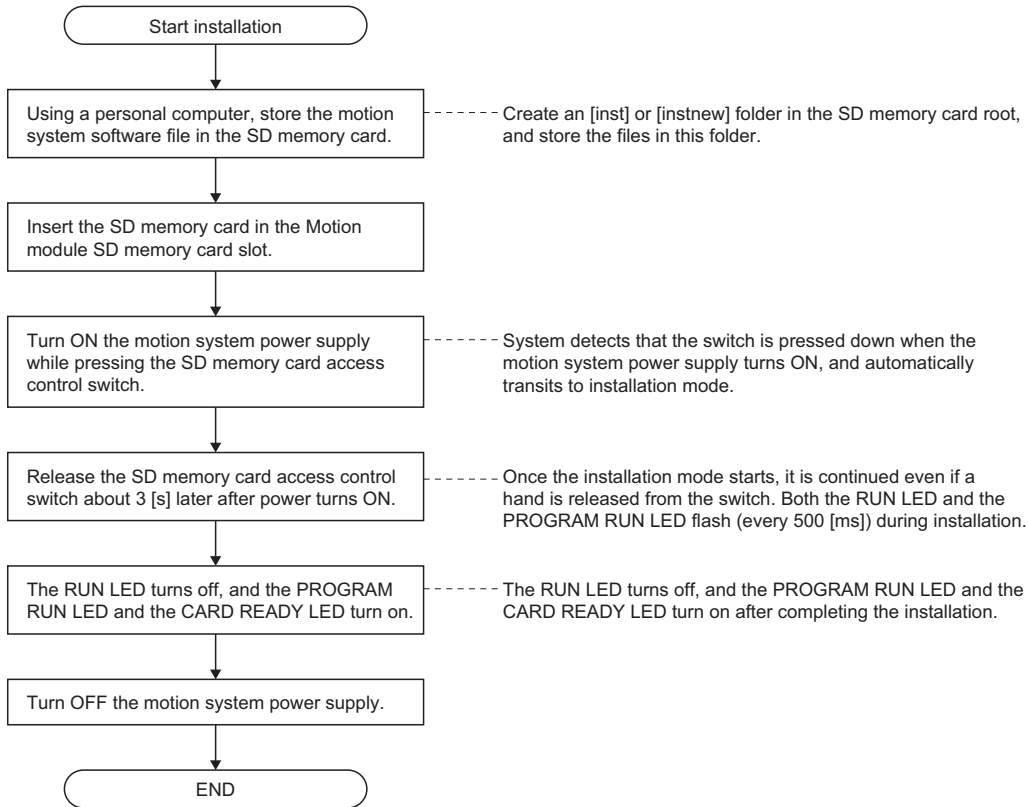 Start installation
Using a personal computer, store the motion
system software file in the SD memory card.
Create an [inst] or [instnew] folder in the SD memory card root,
and store the files in this folder.
Insert the SD memory card in the Motion
module SD memory card slot.
Turn ON the motion system power supply
while pressing the SD memory card access
control switch.
System detects that the switch is pressed down when the
motion system power supply turns ON, and automatically
transits to installation mode.
Release the SD memory card access control
switch about 3 [s] later after power turns ON.
Once the installation mode starts, it is continued even if a
hand is released from the switch. Both the RUN LED and the
PROGRAM RUN LED flash (every 500 [ms]) during installation.
The RUN LED turns off, and the PROGRAM
RUN LED and the CARD READY LED turn on.
The RUN LED turns off, and the PROGRAM RUN LED and the
CARD READY LED turn on after completing the installation.
Turn OFF the motion system power supply.
END